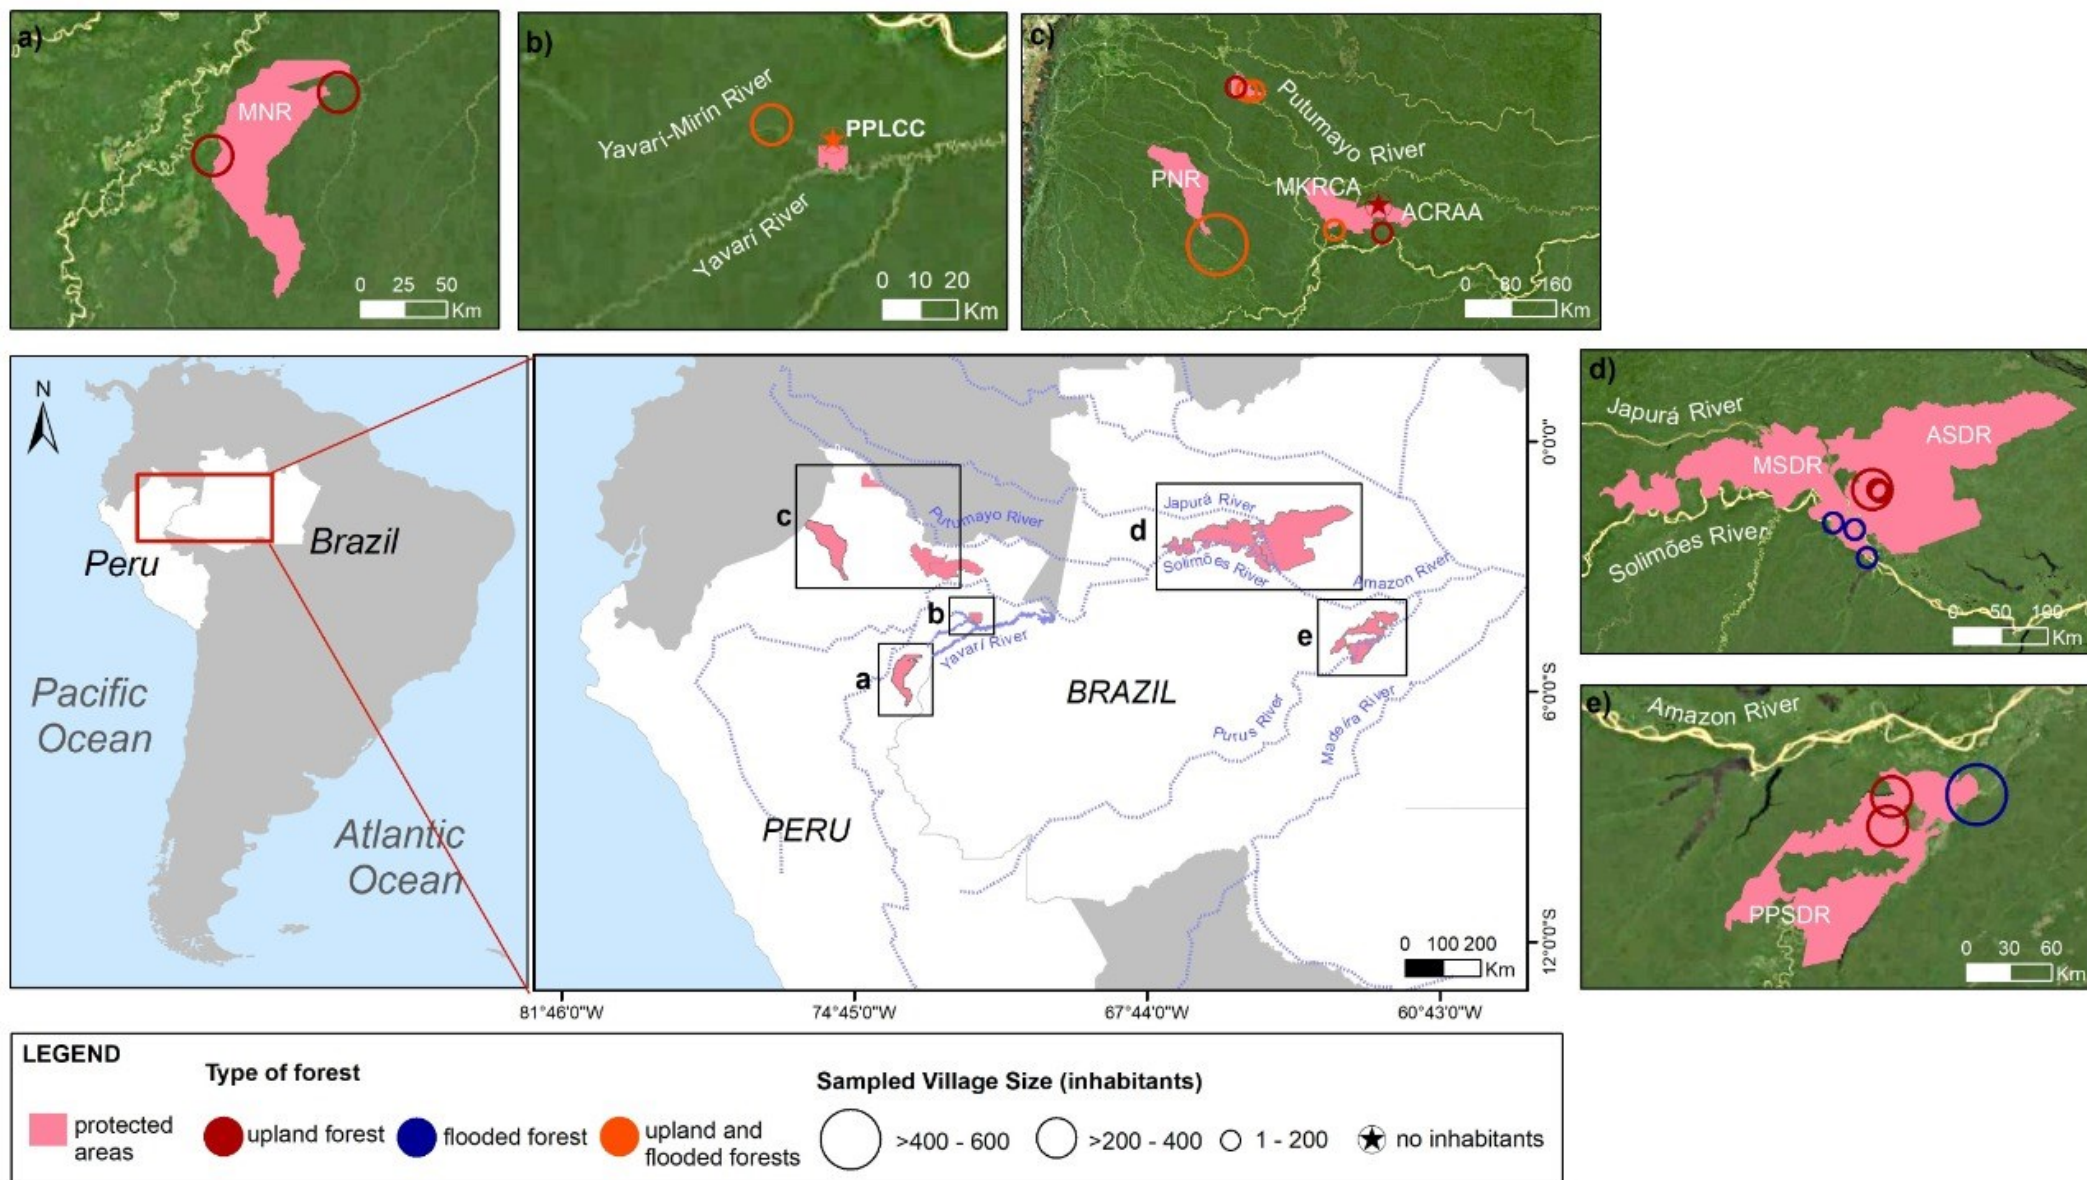 a)
MNR
0 25 50
Km
b)
Yavarí-Mirín River
PPLCC
Yavarí River
0 10 20
Km
c)
Putumayo River
PNR
MKRCA
ACRAA
0 80 160
Km
N
Peru
Brazil
Pacific
Ocean
Atlantic
Ocean
c
Putumayo River
d
Japurá River
Solimões River
Amazon River
b
Yavarí River
a
e
BRAZIL
Purus River
Madeira River
PERU
0 100 200
Km
0°0'0"
6°0'0"S
12°0'0"S
81°46'0"W
74°45'0"W
67°44'0"W
60°43'0"W
d)
Japurá River
ASDR
MSDR
Solimões River
0 50 100
Km
e)
Amazon River
PPSDR
0 30 60
Km
LEGEND
Type of forest
Sampled Village Size (inhabitants)
protected
areas
upland forest
flooded forest
upland and
flooded forests
>400 - 600
>200 - 400
1 - 200
no inhabitants